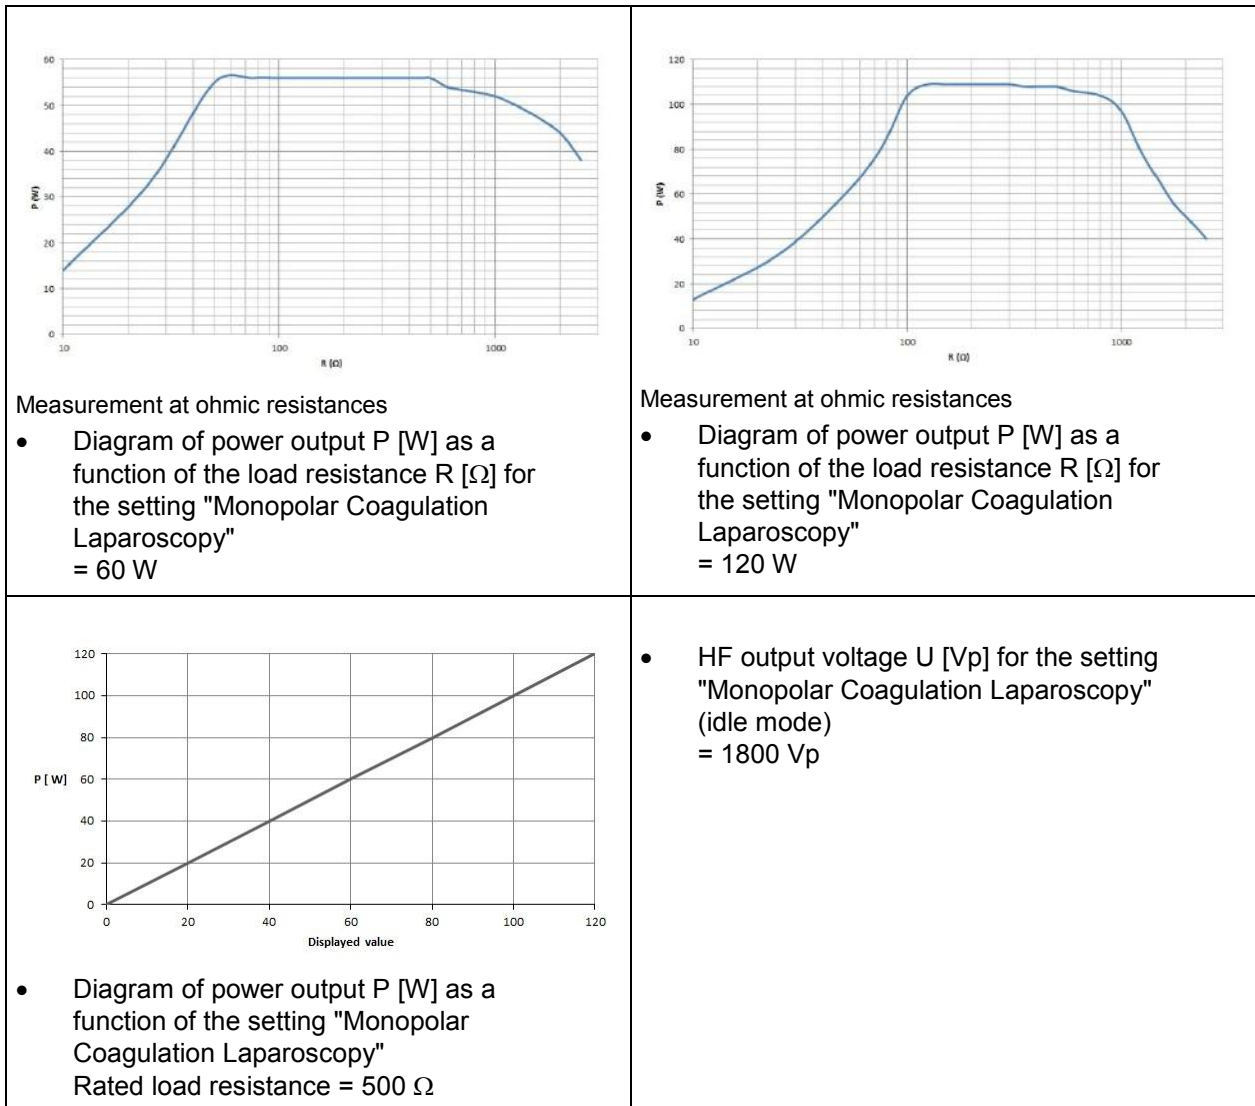 60
50
40
30
20
10
0
P (W)
10
100
1000
R (Ω)
Measurement at ohmic resistances
• Diagram of power output P [W] as a
function of the load resistance R [Ω] for
the setting "Monopolar Coagulation
Laparoscopy"
= 60 W
120
100
80
60
40
20
0
P (W)
10
100
1000
R (Ω)
Measurement at ohmic resistances
• Diagram of power output P [W] as a
function of the load resistance R [Ω] for
the setting "Monopolar Coagulation
Laparoscopy"
= 120 W
120
100
80
P [ W] 60
40
20
0
0 20 40 60 80 100 120
Displayed value
• Diagram of power output P [W] as a
function of the setting "Monopolar
Coagulation Laparoscopy"
Rated load resistance = 500 Ω
• HF output voltage U [Vp] for the setting
"Monopolar Coagulation Laparoscopy"
(idle mode)
= 1800 Vp